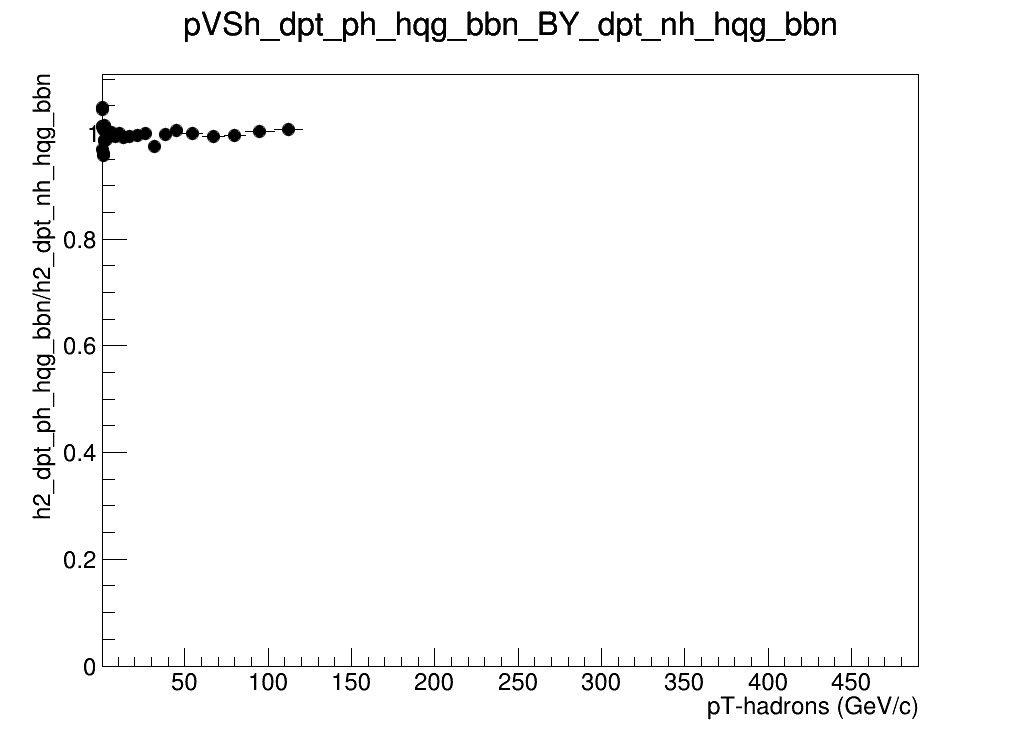 pVSh_dpt_ph_hqg_bbn_BY_dpt_nh_hqg_bbn
h2_dpt_ph_hqg_bbn/h2_dpt_nh_hqg_bbn
1
0.8
0.6
0.4
0.2
0
50 100 150 200 250 300 350 400 450
pT-hadrons (GeV/c)